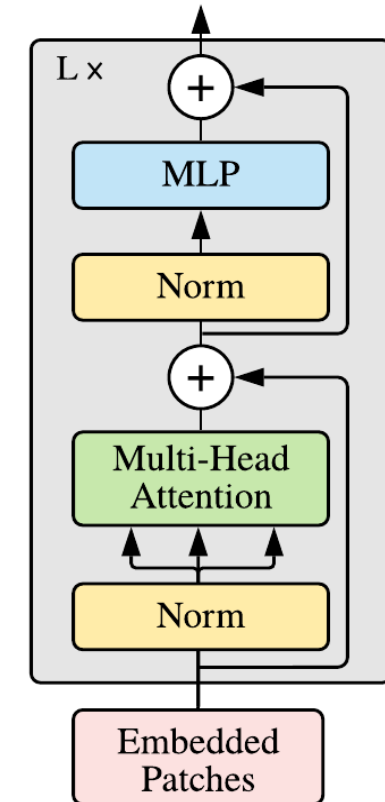 L ×
+
MLP
Norm
+
Multi-Head
Attention
Norm
Embedded
Patches